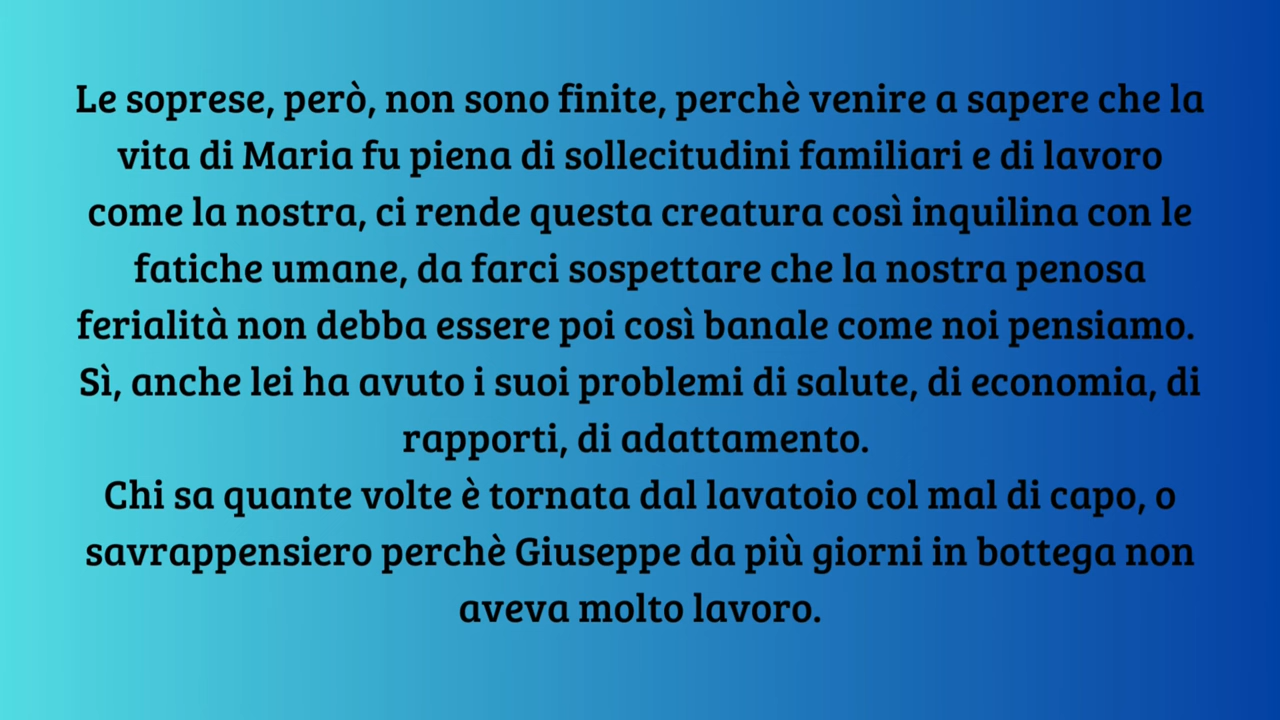 Le soprese, però, non sono finite, perchè venire a sapere che la
vita di Maria fu piena di sollecitudini familiari e di lavoro
come la nostra, ci rende questa creatura così inquilina con le
fatiche umane, da farci sospettare che la nostra penosa
ferialità non debba essere poi così banale come noi pensiamo.
Sì, anche lei ha avuto i suoi problemi di salute, di economia, di
rapporti, di adattamento.
Chi sa quante volte è tornata dal lavatoio col mal di capo, o
savrappensiero perchè Giuseppe da più giorni in bottega non
aveva molto lavoro.